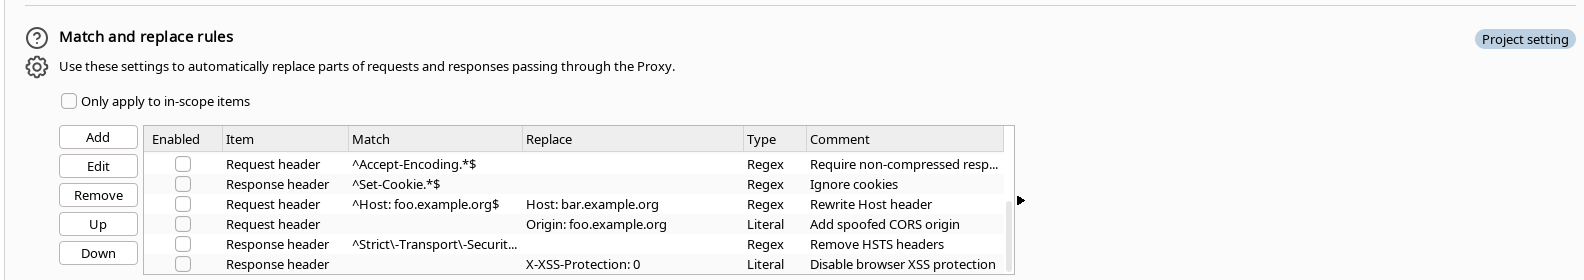 Match and replace rules
Project setting
Use these settings to automatically replace parts of requests and responses passing through the Proxy.
Only apply to in-scope items
Add
Edit
Remove
Up
Down
Enabled Item Match Replace Type Comment
Request header ^Accept-Encoding.*$ Regex Require non-compressed resp...
Response header ^Set-Cookie.*$ Regex Ignore cookies
Request header ^Host: foo.example.org$ Host: bar.example.org Regex Rewrite Host header
Request header Origin: foo.example.org Literal Add spoofed CORS origin
Response header ^Strict\-Transport\-Securit... Regex Remove HSTS headers
Response header X-XSS-Protection: 0 Literal Disable browser XSS protection